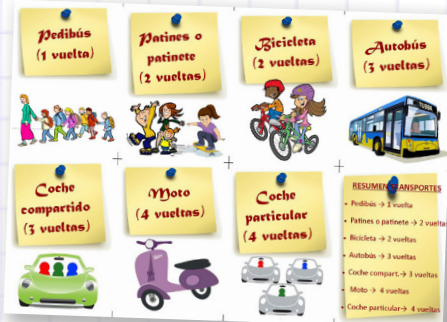 Pedibús
(1 vuelta)
Patines o
patinete
(2 vueltas)
Bicicleta
(2 vueltas)
Autobús
(3 vueltas)
Coche
compartido
(3 vueltas)
Moto
(4 vueltas)
Coche
particular
(4 vueltas)
RESUMEN TRANSPORTES
• Pedibús → 1 vuelta
• Patines o patinete → 2 vueltas
• Bicicleta → 2 vueltas
• Autobús → 3 vueltas
• Coche compart. → 3 vueltas
• Moto → 4 vueltas
• Coche particular → 4 vueltas